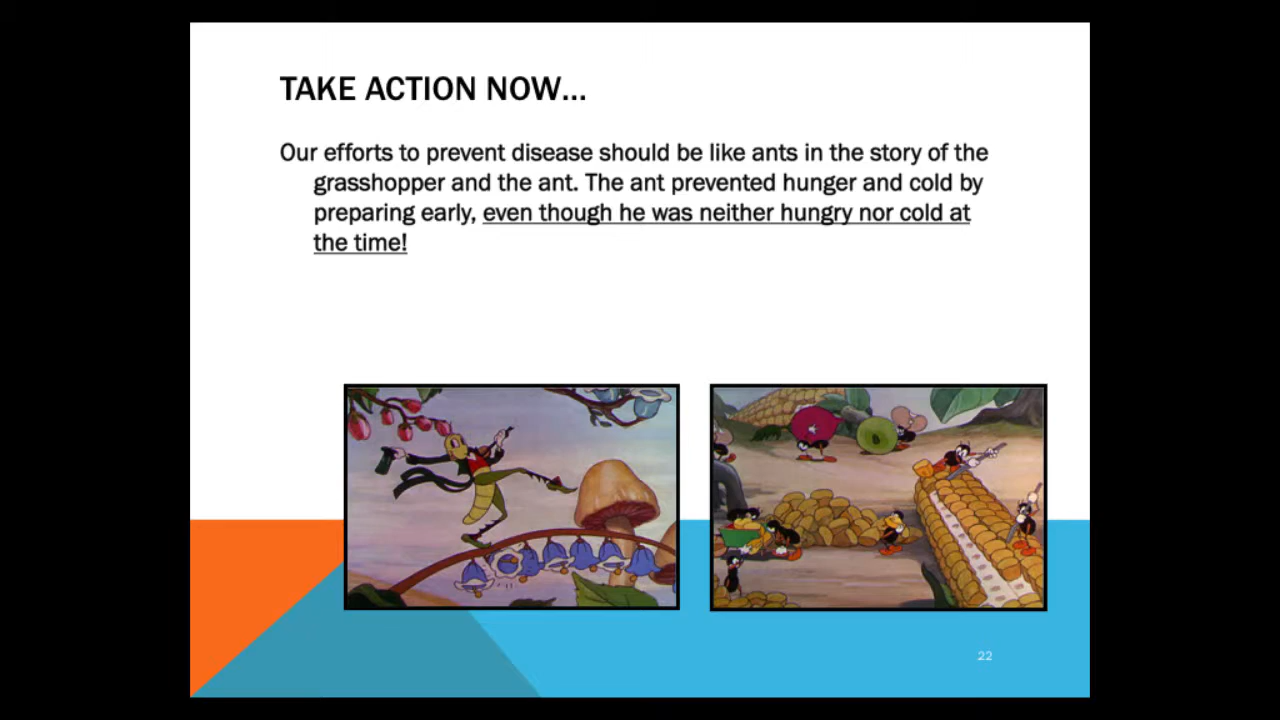 TAKE ACTION NOW...
Our efforts to prevent disease should be like ants in the story of the
grasshopper and the ant. The ant prevented hunger and cold by
preparing early, even though he was neither hungry nor cold at
the time!
22